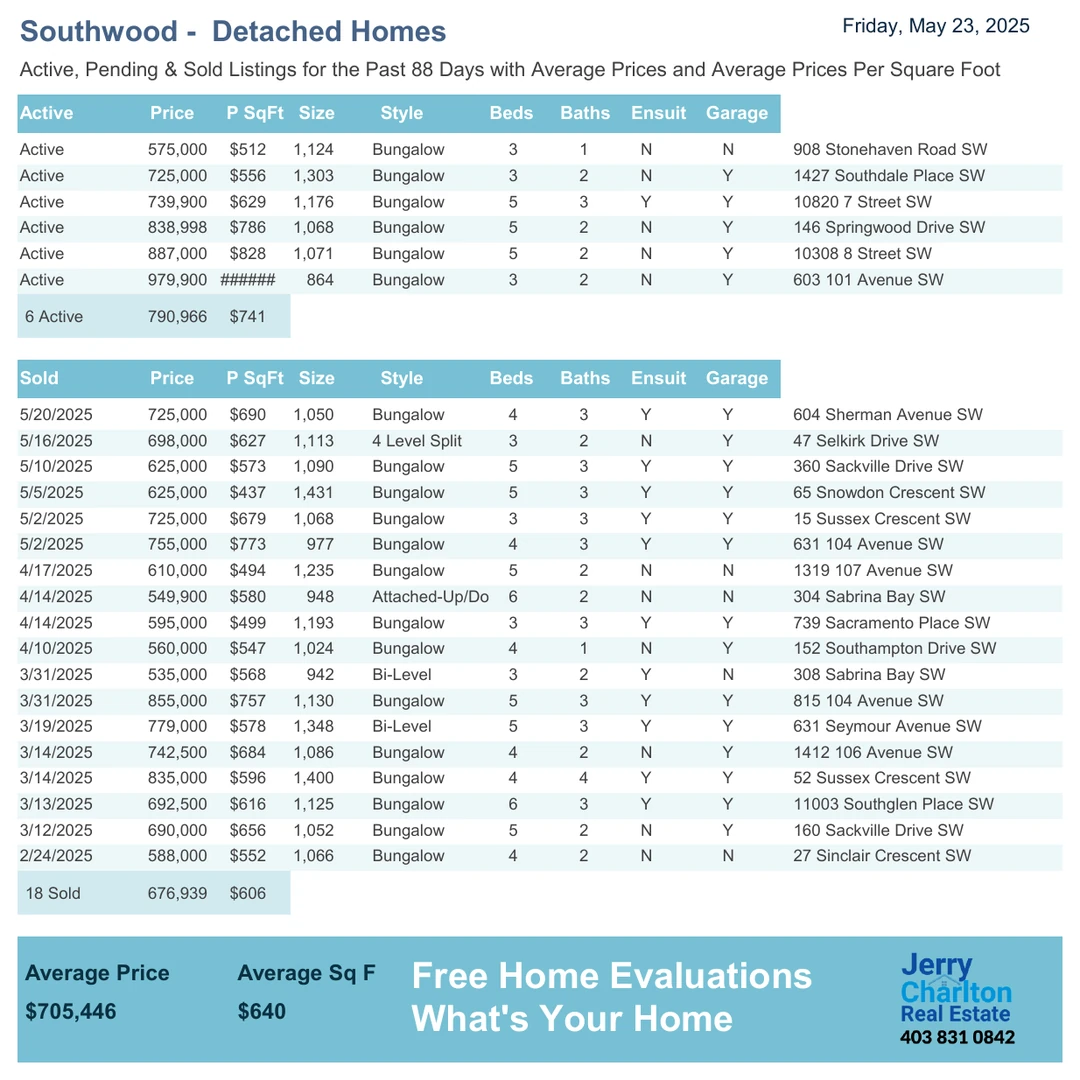 Southwood - Detached Homes
Friday, May 23, 2025
Active, Pending & Sold Listings for the Past 88 Days with Average Prices and Average Prices Per Square Foot
Active Price P SqFt Size Style Beds Baths Ensuit Garage
Active 575,000 $512 1,124 Bungalow 3 1 N N 908 Stonehaven Road SW
Active 725,000 $556 1,303 Bungalow 3 2 N Y 1427 Southdale Place SW
Active 739,900 $629 1,176 Bungalow 5 3 Y Y 10820 7 Street SW
Active 838,998 $786 1,068 Bungalow 5 2 N Y 146 Springwood Drive SW
Active 887,000 $828 1,071 Bungalow 5 2 N Y 10308 8 Street SW
Active 979,900 ###### 864 Bungalow 3 2 N Y 603 101 Avenue SW
6 Active 790,966 $741
Sold Price P SqFt Size Style Beds Baths Ensuit Garage
5/20/2025 725,000 $690 1,050 Bungalow 4 3 Y Y 604 Sherman Avenue SW
5/16/2025 698,000 $627 1,113 4 Level Split 3 2 N Y 47 Selkirk Drive SW
5/10/2025 625,000 $573 1,090 Bungalow 5 3 Y Y 360 Sackville Drive SW
5/5/2025 625,000 $437 1,431 Bungalow 5 3 Y Y 65 Snowdon Crescent SW
5/2/2025 725,000 $679 1,068 Bungalow 3 3 Y Y 15 Sussex Crescent SW
5/2/2025 755,000 $773 977 Bungalow 4 3 Y Y 631 104 Avenue SW
4/17/2025 610,000 $494 1,235 Bungalow 5 2 N N 1319 107 Avenue SW
4/14/2025 549,900 $580 948 Attached-Up/Do 6 2 N N 304 Sabrina Bay SW
4/14/2025 595,000 $499 1,193 Bungalow 3 3 Y Y 739 Sacramento Place SW
4/10/2025 560,000 $547 1,024 Bungalow 4 1 N Y 152 Southampton Drive SW
3/31/2025 535,000 $568 942 Bi-Level 3 2 Y N 308 Sabrina Bay SW
3/31/2025 855,000 $757 1,130 Bungalow 5 3 Y Y 815 104 Avenue SW
3/19/2025 779,000 $578 1,348 Bi-Level 5 3 Y Y 631 Seymour Avenue SW
3/14/2025 742,500 $684 1,086 Bungalow 4 2 N Y 1412 106 Avenue SW
3/14/2025 835,000 $596 1,400 Bungalow 4 4 Y Y 52 Sussex Crescent SW
3/13/2025 692,500 $616 1,125 Bungalow 6 3 Y Y 11003 Southglen Place SW
3/12/2025 690,000 $656 1,052 Bungalow 5 2 N Y 160 Sackville Drive SW
2/24/2025 588,000 $552 1,066 Bungalow 4 2 N N 27 Sinclair Crescent SW
18 Sold 676,939 $606
Average Price Average Sq F
$705,446 $640
Free Home Evaluations
What's Your Home
Jerry
Charlton
Real Estate
403 831 0842